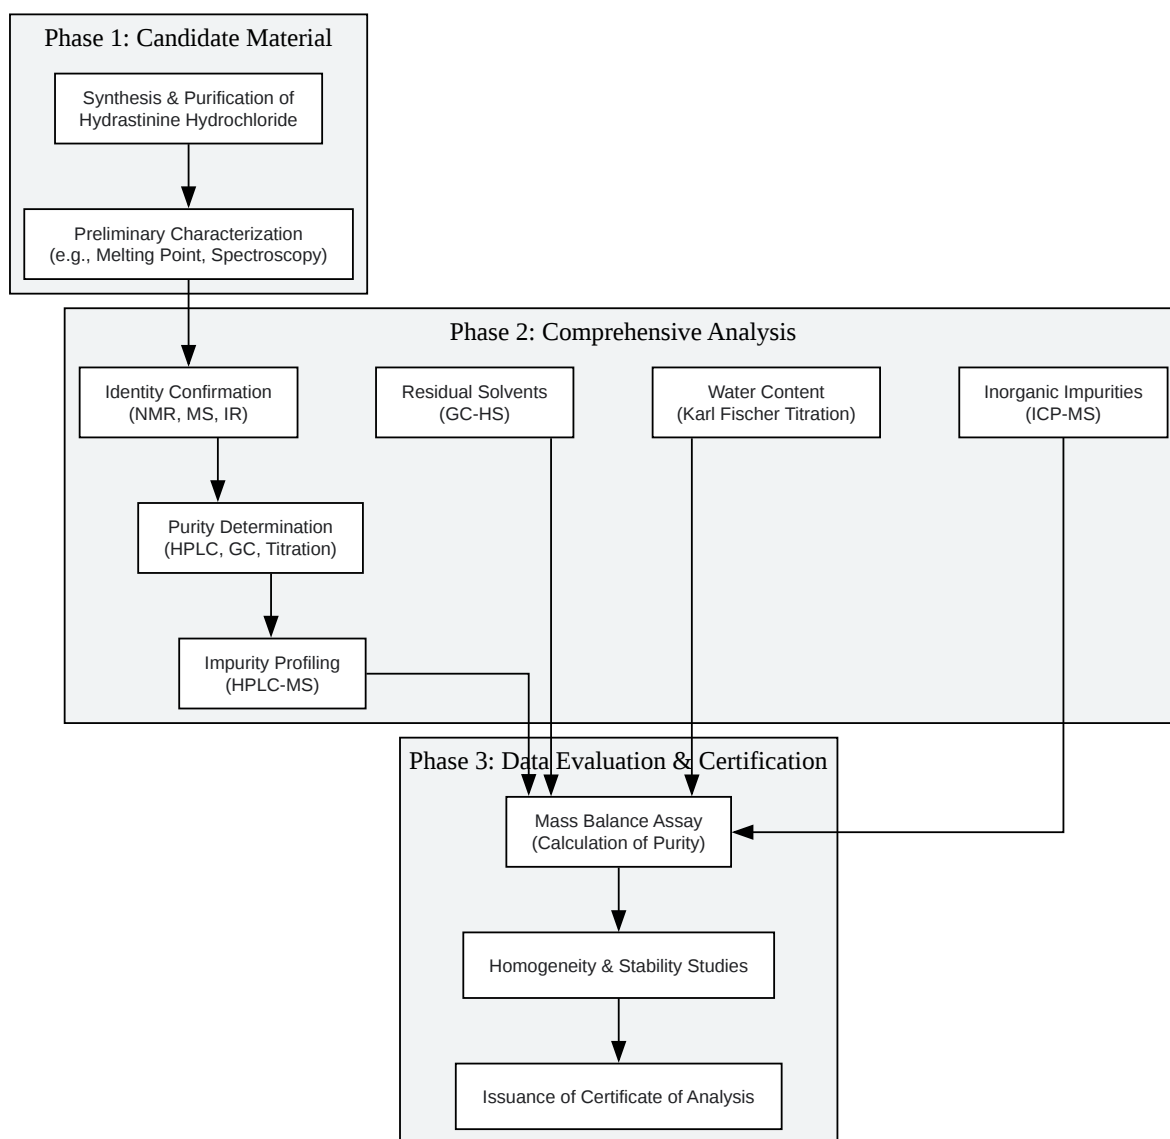 Phase 1: Candidate Material
Synthesis & Purification of
Hydrastinine Hydrochloride
Preliminary Characterization
(e.g., Melting Point, Spectroscopy)
Phase 2: Comprehensive Analysis
Identity Confirmation
(NMR, MS, IR)
Residual Solvents
(GC-HS)
Water Content
(Karl Fischer Titration)
Inorganic Impurities
(ICP-MS)
Purity Determination
(HPLC, GC, Titration)
Impurity Profiling
(HPLC-MS)
Phase 3: Data Evaluation & Certification
Mass Balance Assay
(Calculation of Purity)
Homogeneity & Stability Studies
Issuance of Certificate of Analysis